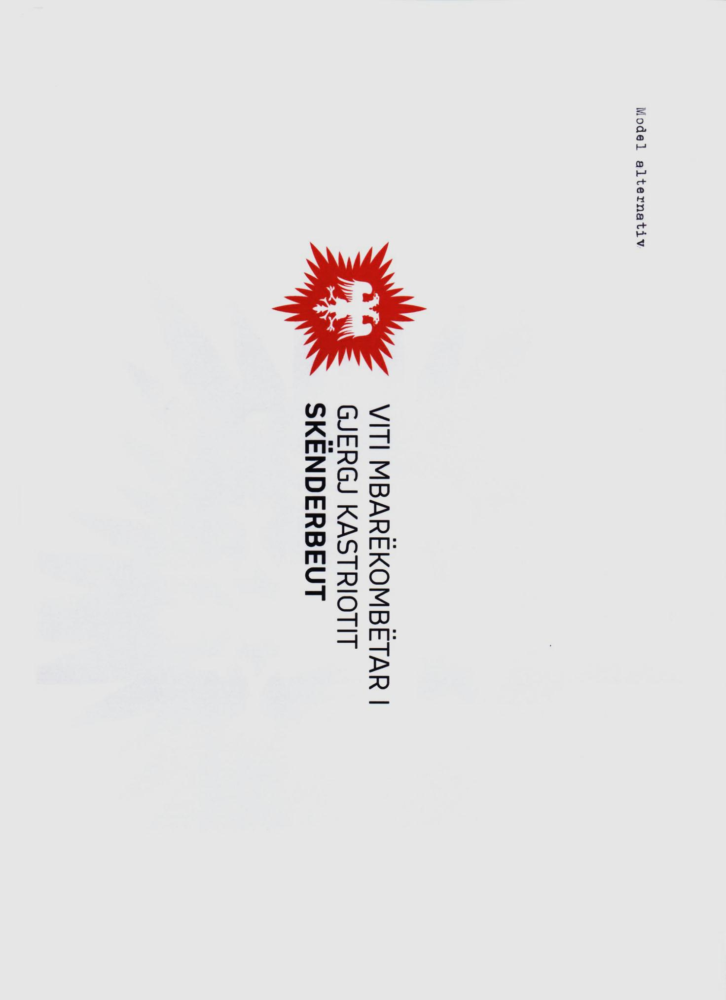 Model alternativ
VITI MBARËKOMBËTAR I
GJERGJ KASTRIOTIT
SKËNDERBEUT